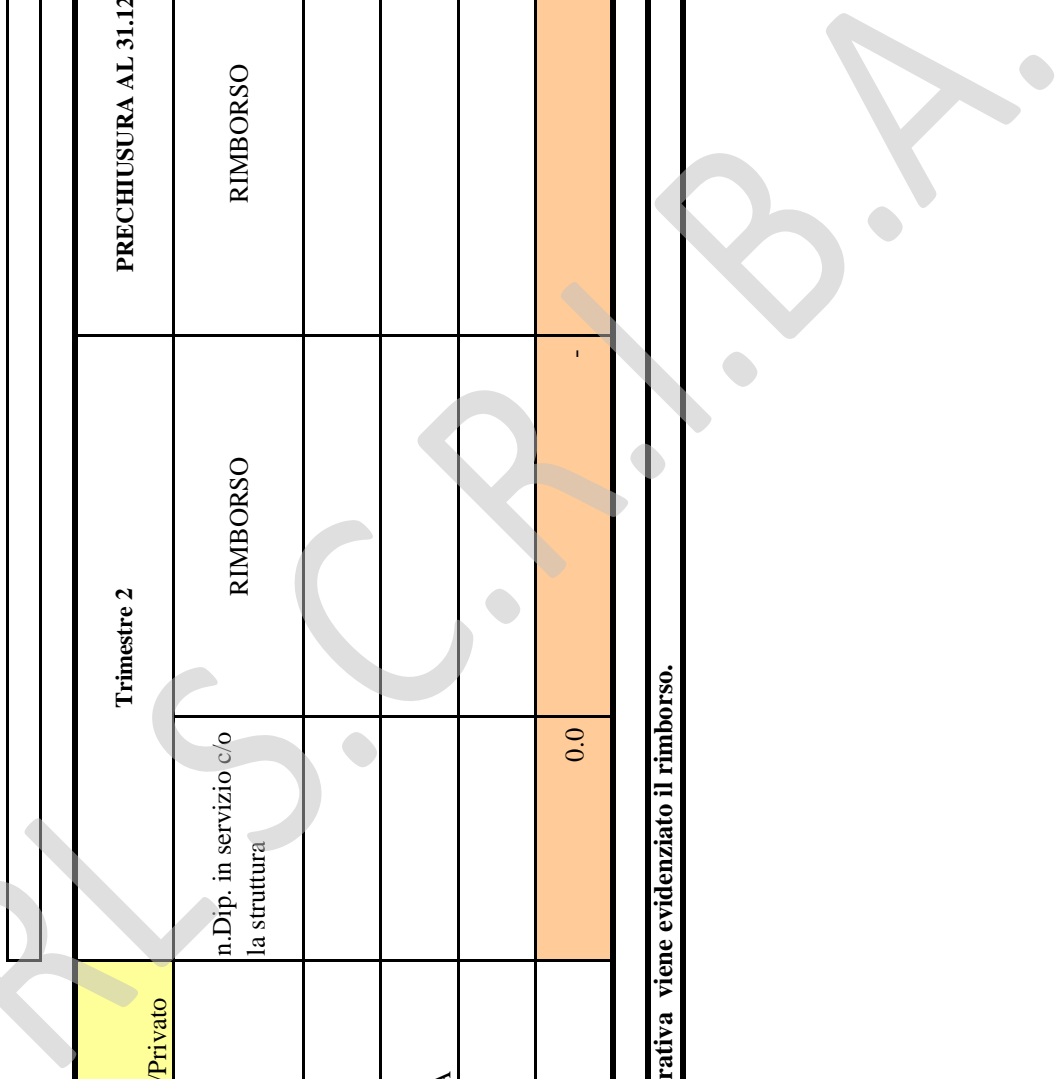 /Privato
Trimestre 2
PRECHIUSURA AL 31.12
n.Dip. in servizio c/o
la struttura
RIMBORSO
RIMBORSO
A
0.0
-
rativa viene evidenziato il rimborso.
RL S.C.R.I.B.A.